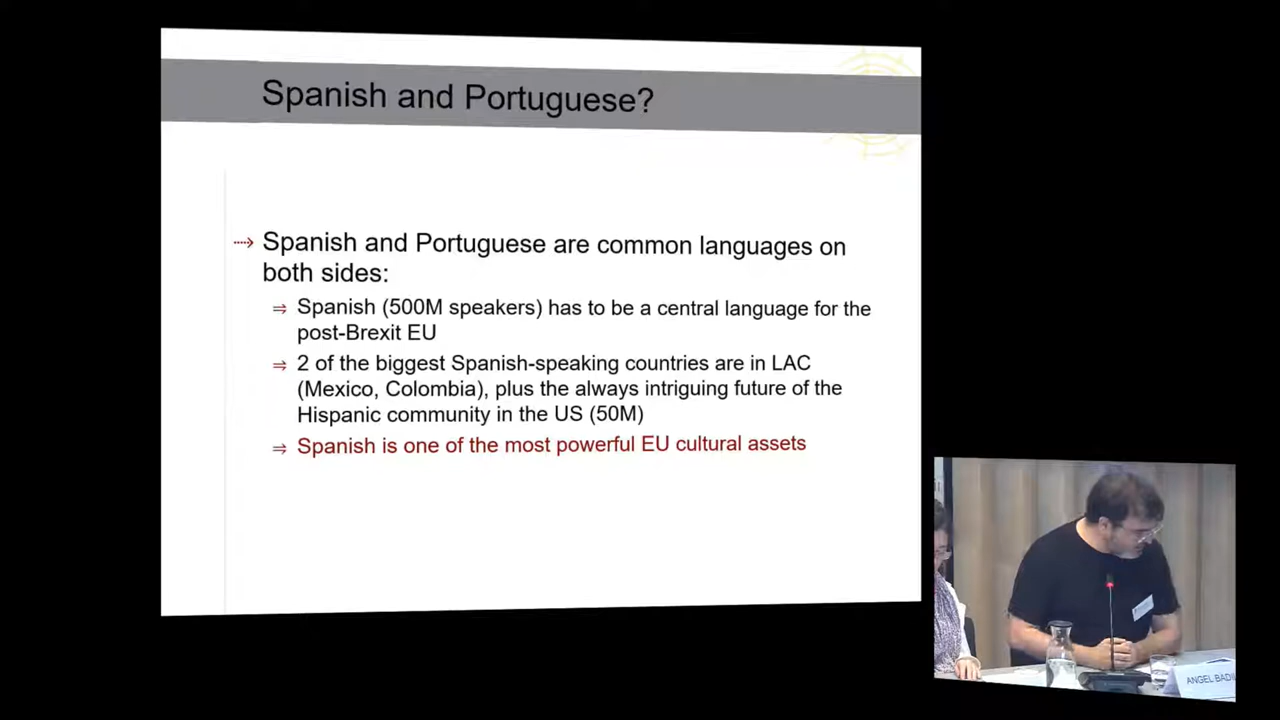 Spanish and Portuguese?
Spanish and Portuguese are common languages on
both sides:
Spanish (500M speakers) has to be a central language for the
post-Brexit EU
2 of the biggest Spanish-speaking countries are in LAC
(Mexico, Colombia), plus the always intriguing future of the
Hispanic community in the US (50M)
Spanish is one of the most powerful EU cultural assets
ANGEL